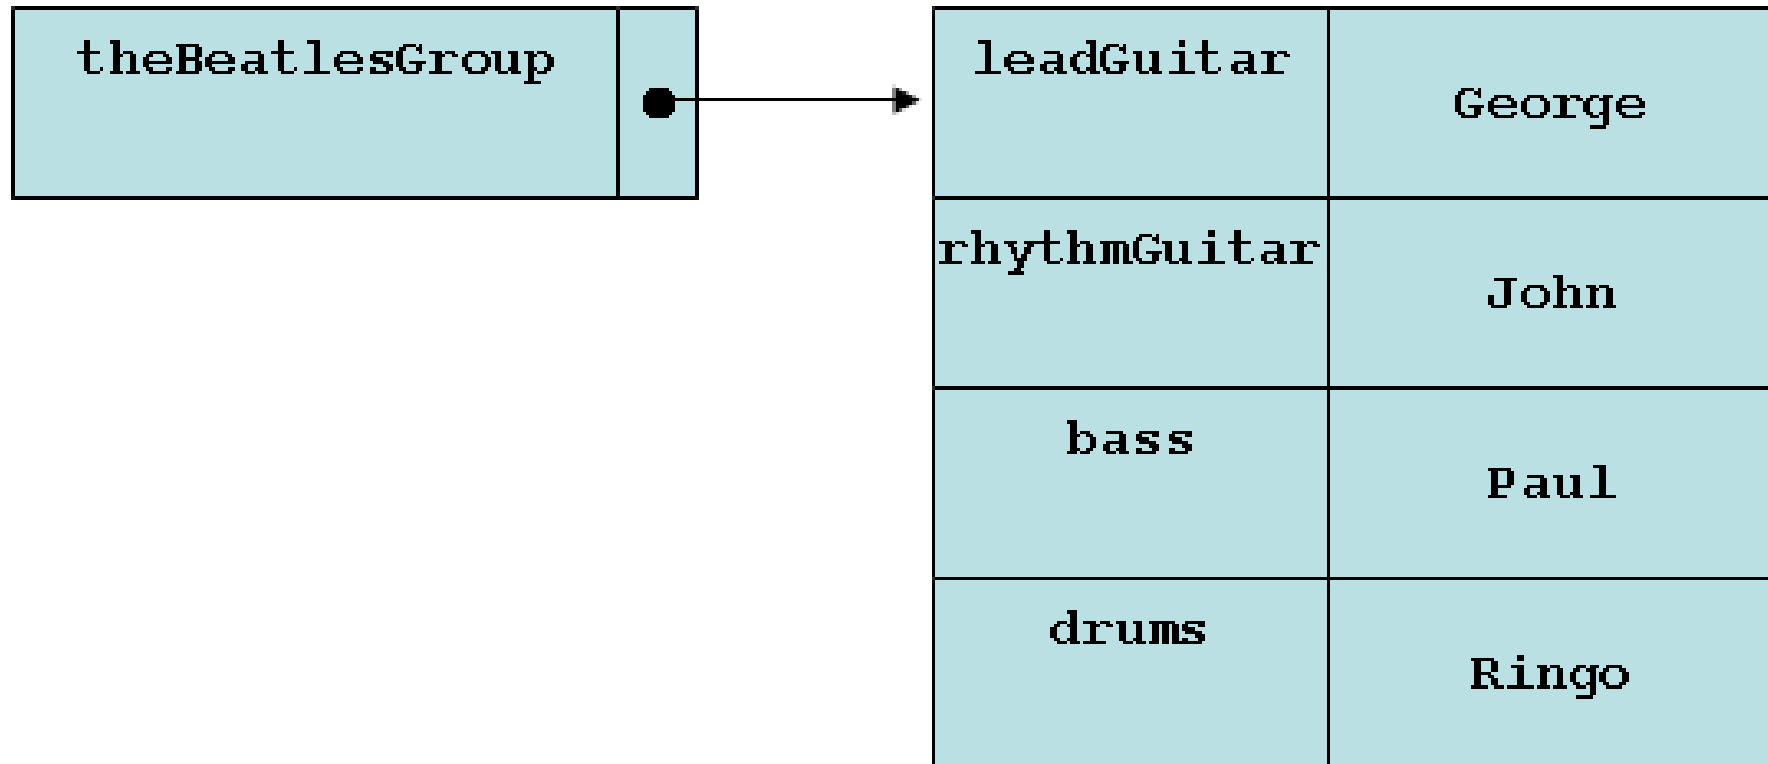 theBeatlesGroup
leadGuitar
George
rhythmGuitar
John
bass
Paul
drums
Ringo